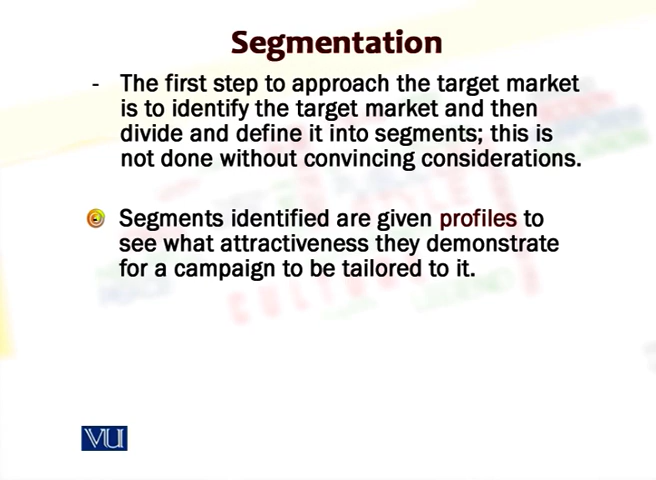 Segmentation
- The first step to approach the target market
is to identify the target market and then
divide and define it into segments; this is
not done without convincing considerations.
Segments identified are given profiles to
see what attractiveness they demonstrate
for a campaign to be tailored to it.
VU